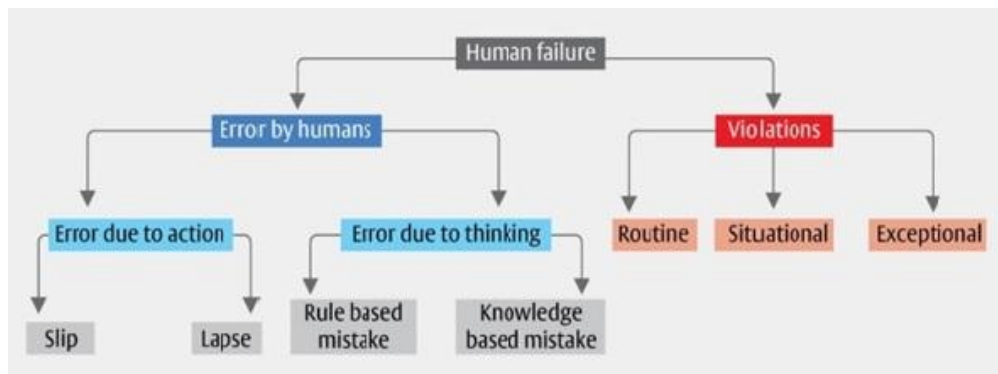 Human failure
Error by humans
Violations
Error due to action
Error due to thinking
Routine
Situational
Exceptional
Slip
Lapse
Rule based
mistake
Knowledge
based mistake